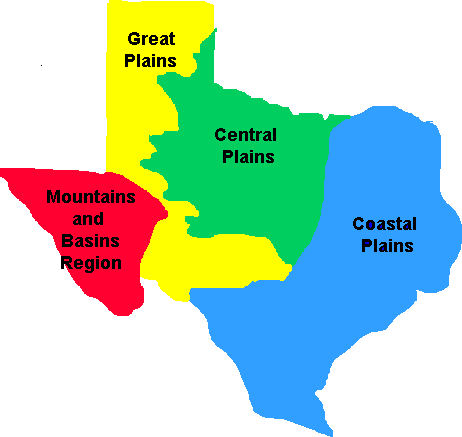 Great
Plains
Central
Plains
Mountains
and
Basins
Region
Coastal
Plains